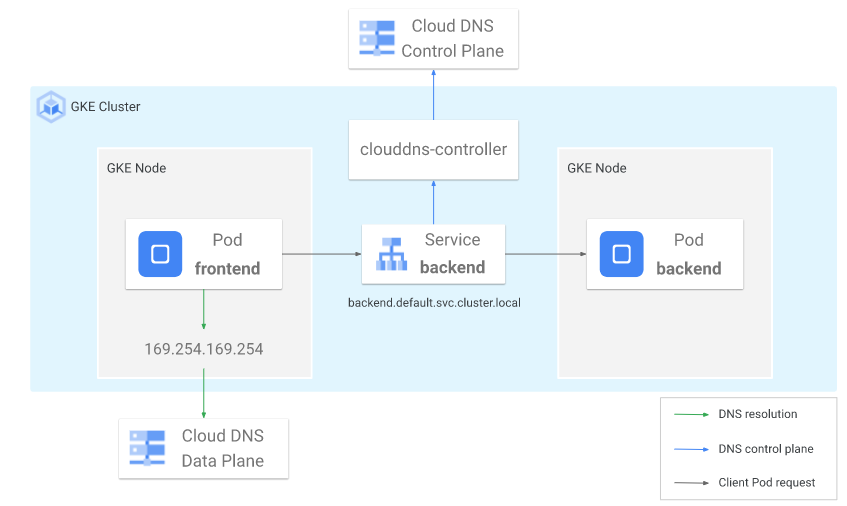 Cloud DNS
Control Plane
GKE Cluster
clouddns-controller
GKE Node
GKE Node
Pod
frontend
Service
backend
Pod
backend
backend.default.svc.cluster.local
169.254.169.254
Cloud DNS
Data Plane
DNS resolution
DNS control plane
Client Pod request